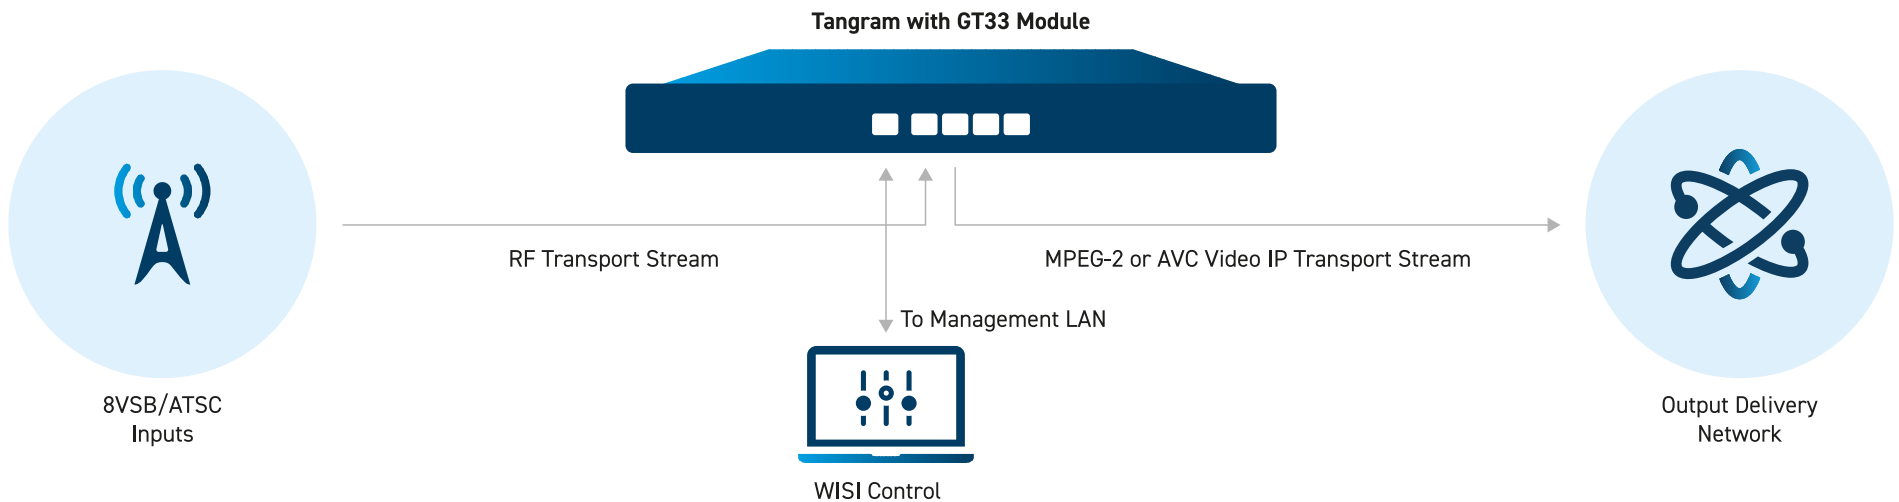 Tangram with GT33 Module
RF Transport Stream
MPEG-2 or AVC Video IP Transport Stream
To Management LAN
8VSB/ATSC
Inputs
Output Delivery
Network
WISI Control